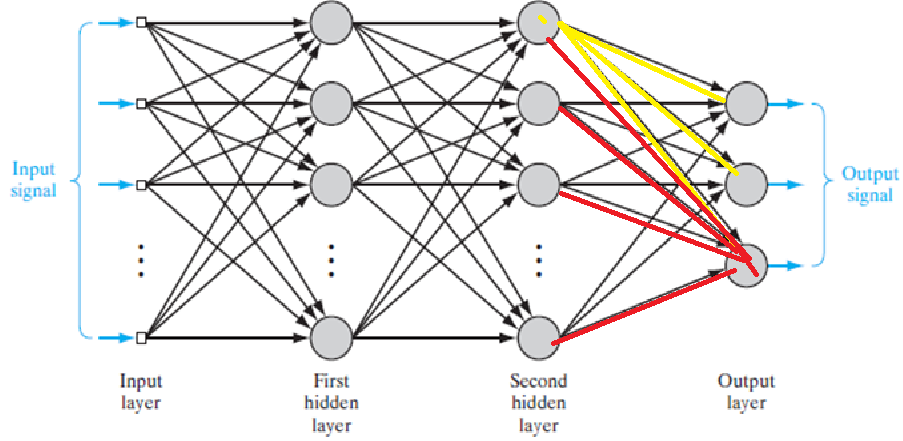 Input
signal
Output
signal
Input
layer
First
hidden
layer
Second
hidden
layer
Output
layer